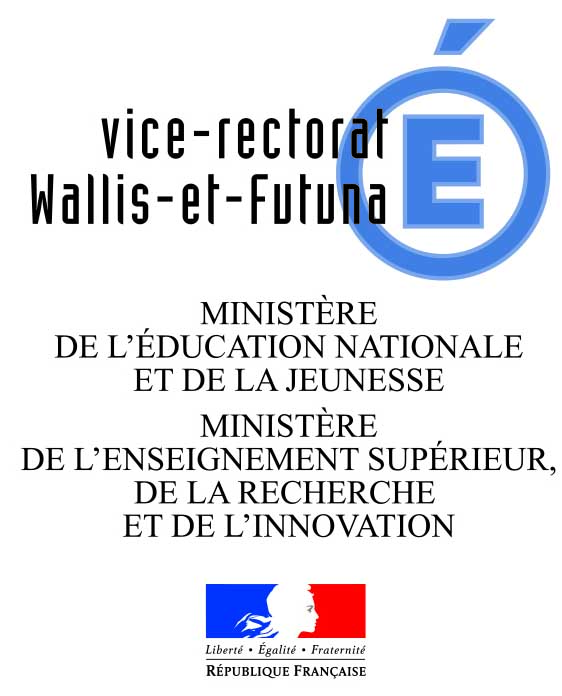 vice-rectorat
Wallis-et-Futuna
É
MINISTÈRE
DE L’ÉDUCATION NATIONALE
ET DE LA JEUNESSE
MINISTÈRE
DE L’ENSEIGNEMENT SUPÉRIEUR,
DE LA RECHERCHE
ET DE L’INNOVATION
Liberté • Égalité • Fraternité
RÉPUBLIQUE FRANÇAISE